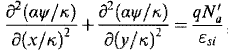 ∂²(αψ/κ)/∂(x/κ)² + ∂²(αψ/κ)/∂(y/κ)² = qN′ₐ/ε_si,